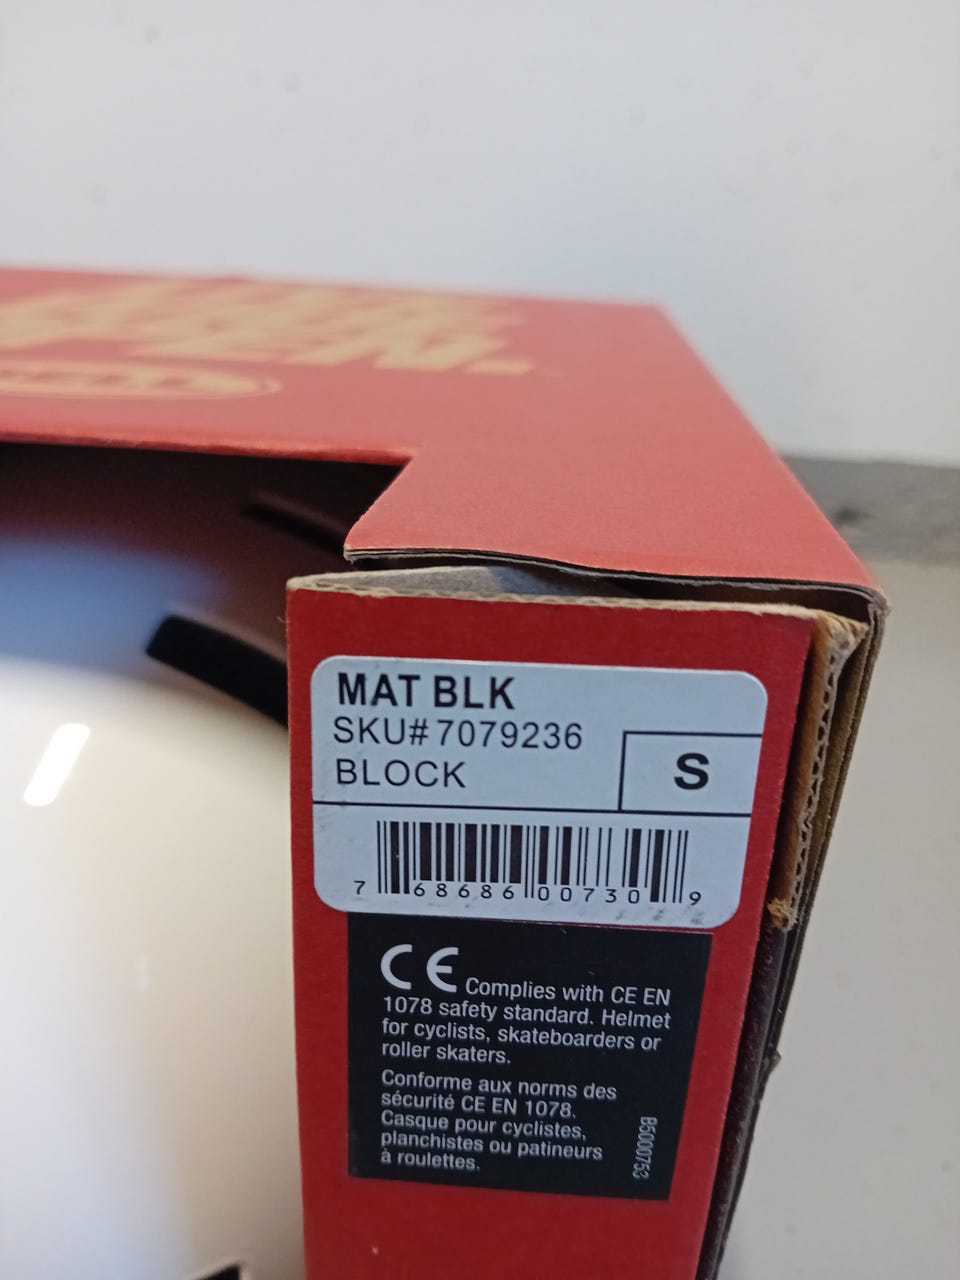 MAT BLK
SKU# 7079236
BLOCK
S
7 68686 00730 9
CE Complies with CE EN
1078 safety standard. Helmet
for cyclists, skateboarders or
roller skaters.
Conforme aux norms des
sécurité CE EN 1078.
Casque pour cyclistes,
planchistes ou patineurs
à roulettes.
B5000753